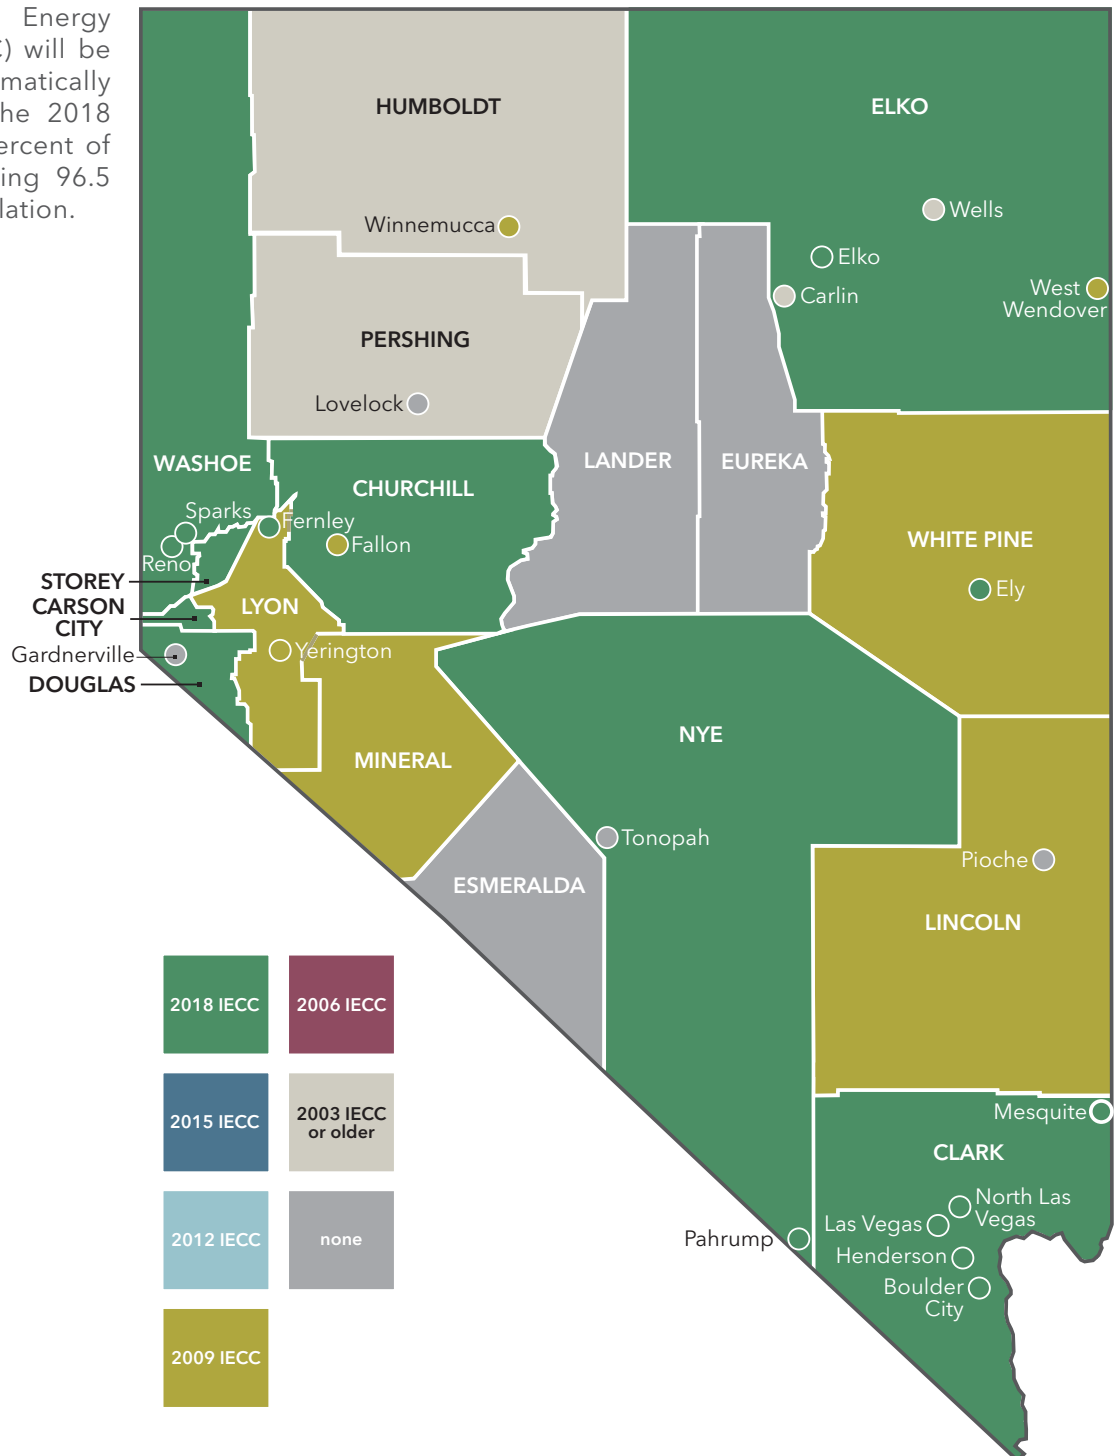 Energy
C) will be
matically
he 2018
ercent of
ing 96.5
lation.
HUMBOLDT
ELKO
Wells
Winnemucca
Elko
Carlin
West
Wendover
PERSHING
Lovelock
WASHOE
CHURCHILL
LANDER
EUREKA
Sparks
Fernley
Fallon
Reno
WHITE PINE
Ely
STOREY
CARSON
CITY
LYON
Gardnerville
Yerington
DOUGLAS
NYE
MINERAL
Tonopah
Pioche
ESMERALDA
LINCOLN
2018 IECC
2006 IECC
2015 IECC
2003 IECC
or older
2012 IECC
none
2009 IECC
Mesquite
CLARK
North Las
Vegas
Las Vegas
Pahrump
Henderson
Boulder
City